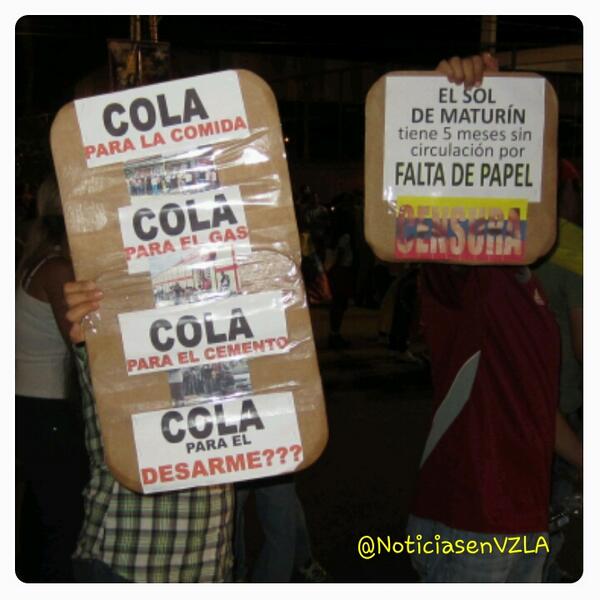 COLA
PARA LA COMIDA
COLA
PARA EL GAS
COLA
PARA EL CEMENTO
COLA
PARA EL
DESARME???
EL SOL
DE MATURÍN
tiene 5 meses sin
circulación por
FALTA DE PAPEL
CENSURA
@NoticiasenVZLA